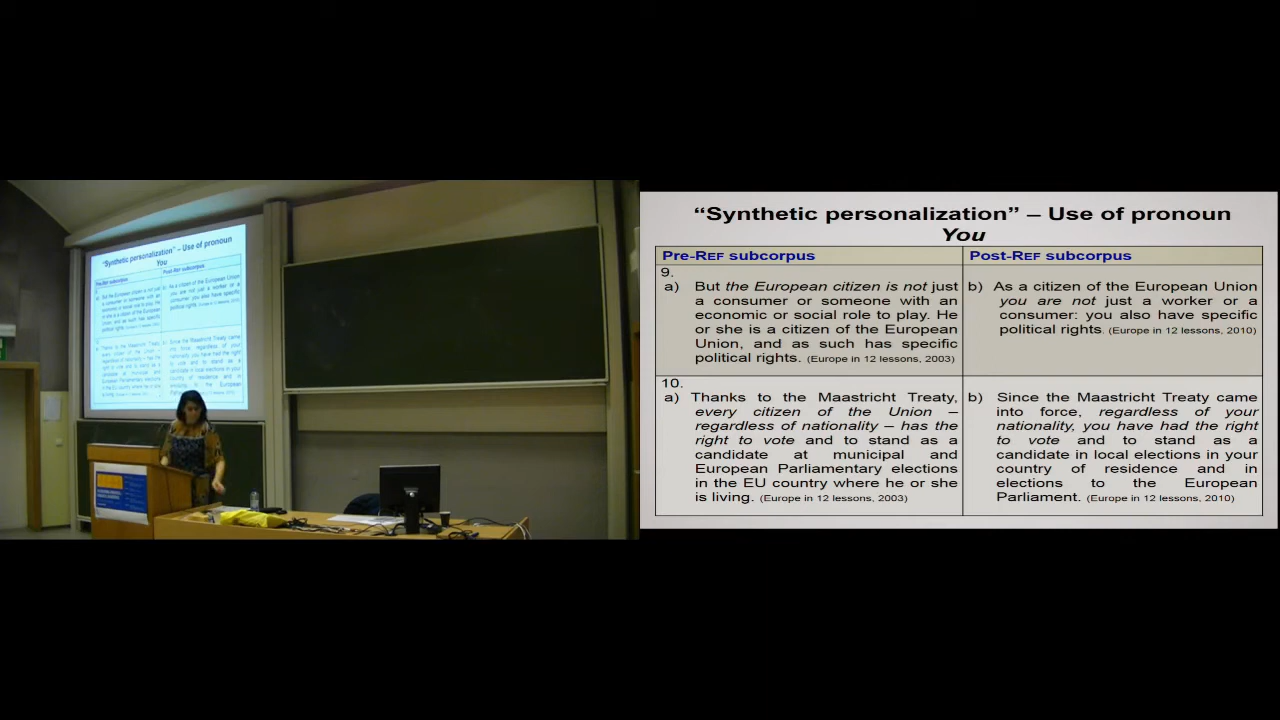 “Synthetic personalization” – Use of pronoun
You
Pre-REF subcorpus
Post-REF subcorpus
9.
a) But the European citizen is not just
a consumer or someone with an
economic or social role to play. He
or she is a citizen of the European
Union, and as such has specific
political rights. (Europe in 12 lessons, 2003)
b) As a citizen of the European Union
you are not just a worker or a
consumer: you also have specific
political rights. (Europe in 12 lessons, 2010)
10.
a) Thanks to the Maastricht Treaty,
every citizen of the Union –
regardless of nationality – has the
right to vote and to stand as a
candidate at municipal and
European Parliamentary elections
in the EU country where he or she
is living. (Europe in 12 lessons, 2003)
b) Since the Maastricht Treaty came
into force, regardless of your
nationality, you have had the right
to vote and to stand as a
candidate in local elections in your
country of residence and in
elections to the European
Parliament. (Europe in 12 lessons, 2010)